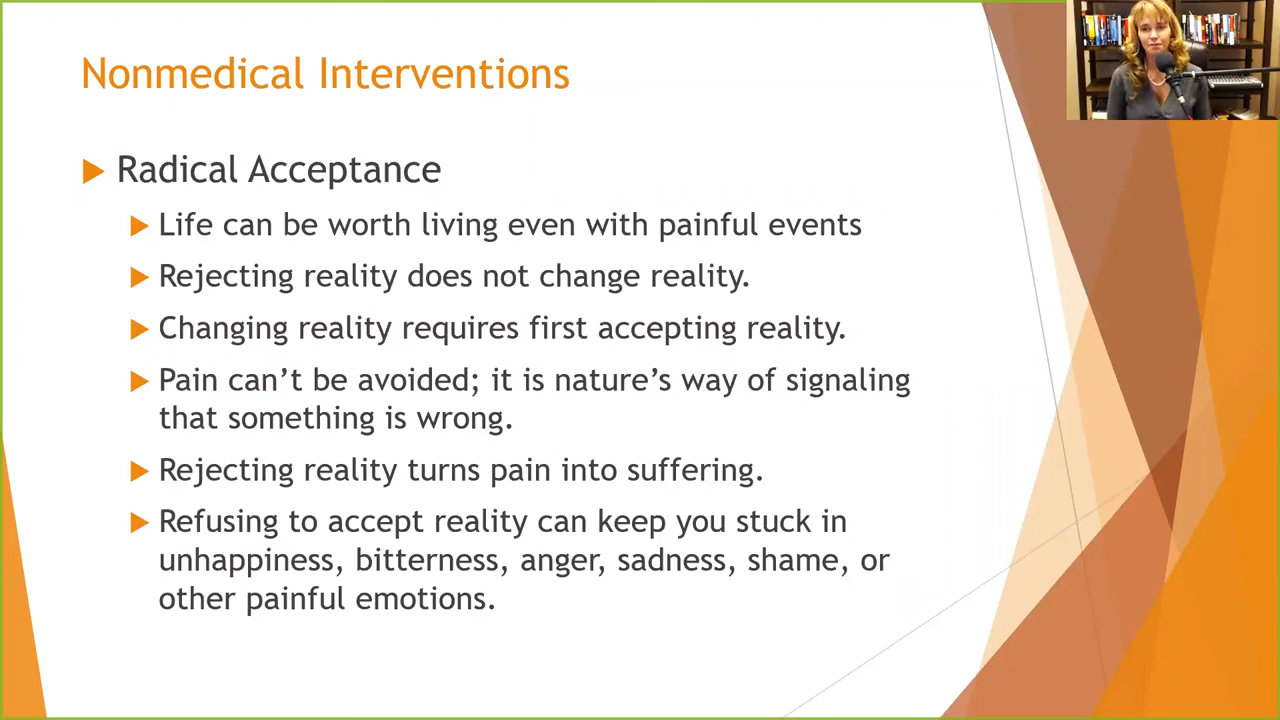 Nonmedical Interventions
Radical Acceptance
Life can be worth living even with painful events
Rejecting reality does not change reality.
Changing reality requires first accepting reality.
Pain can’t be avoided; it is nature’s way of signaling
that something is wrong.
Rejecting reality turns pain into suffering.
Refusing to accept reality can keep you stuck in
unhappiness, bitterness, anger, sadness, shame, or
other painful emotions.